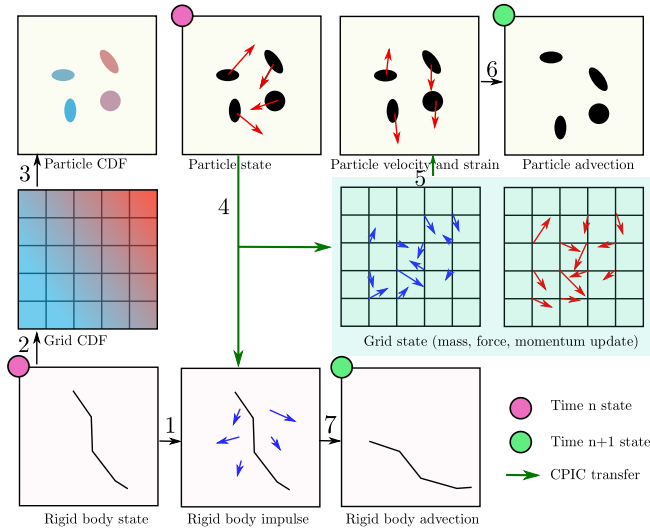 Particle CDF
Particle state
Particle velocity and strain
Particle advection
6
3
4
5
Grid CDF
Grid state (mass, force, momentum update)
2
1
7
Time n state
Time n+1 state
CPIC transfer
Rigid body state
Rigid body impulse
Rigid body advection